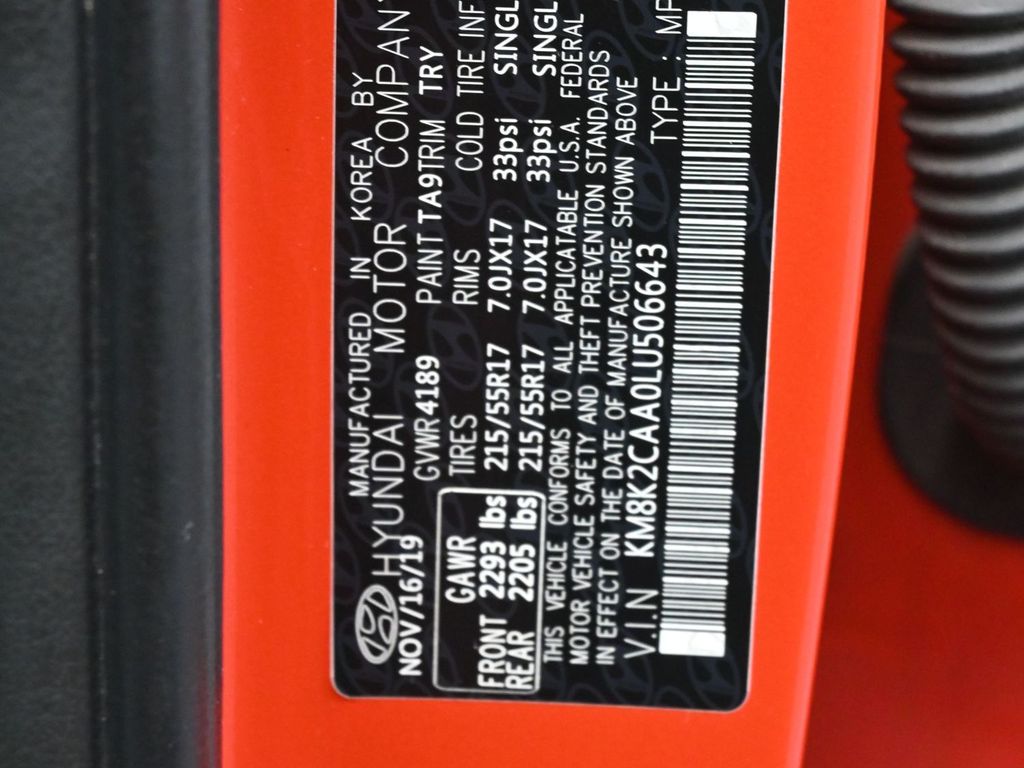 MANUFACTURED IN KOREA BY
HYUNDAI MOTOR COMPANY
NOV/16/19 GVWR 4189 PAINT TA9TRIM TRY
GAWR TIRES RIMS COLD TIRE INF
FRONT 2293 lbs 215/55R17 7.0JX17 33psi SINGL
REAR 2205 lbs 215/55R17 7.0JX17 33psi SINGL
THIS VEHICLE CONFORMS TO ALL APPLICATABLE U.S.A. FEDERAL
MOTOR VEHICLE SAFETY AND THEFT PREVENTION STANDARDS
IN EFFECT ON THE DATE OF MANUFACTURE SHOWN ABOVE
V.I.N KM8K2CAA0LU506643 TYPE : MP